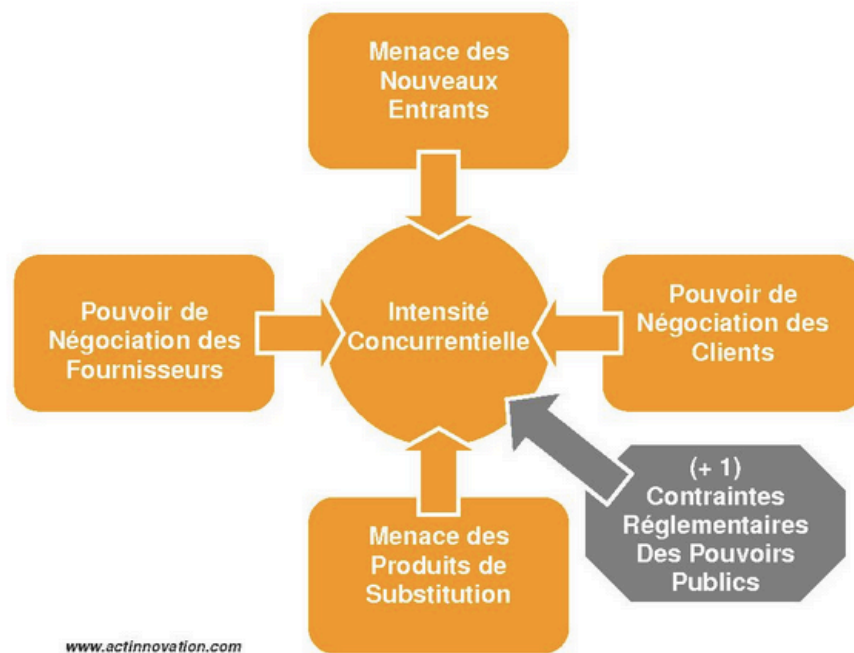 Menace des
Nouveaux
Entrants
Pouvoir de
Négociation des
Fournisseurs
Intensité
Concurrentielle
Pouvoir de
Négociation des
Clients
(+ 1)
Contraintes
Réglementaires
Des Pouvoirs
Publics
Menace des
Produits de
Substitution
www.actinnovation.com